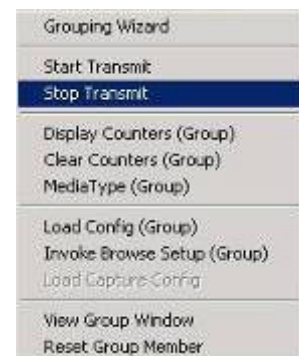 Grouping Wizard
Start Transmit
Stop Transmit
Display Counters (Group)
Clear Counters (Group)
MediaType (Group)
Load Config (Group)
Invoke Browse Setup (Group)
Load Capture Config
View Group Window
Reset Group Member